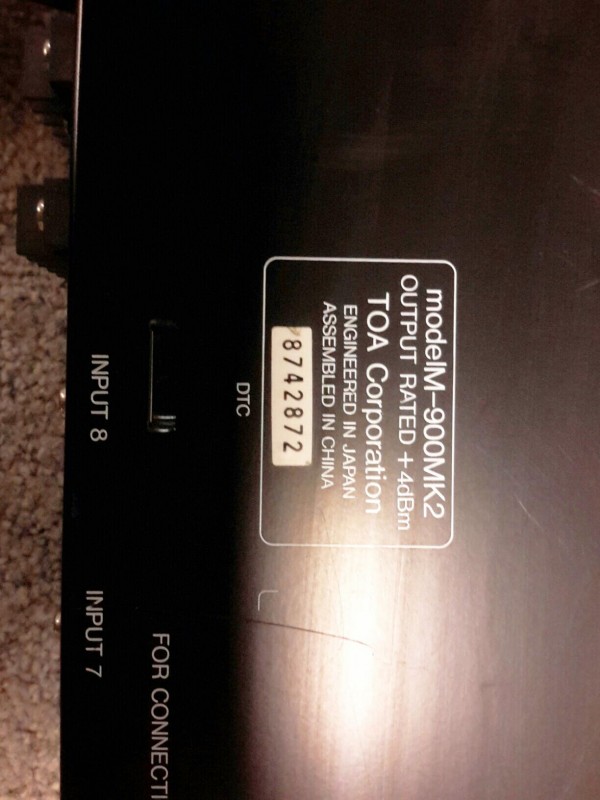 model M-900MK2
OUTPUT RATED +4dBm
TOA Corporation
ENGINEERED IN JAPAN
ASSEMBLED IN CHINA
8742872
DTC
INPUT 8
INPUT 7
FOR CONNECTI